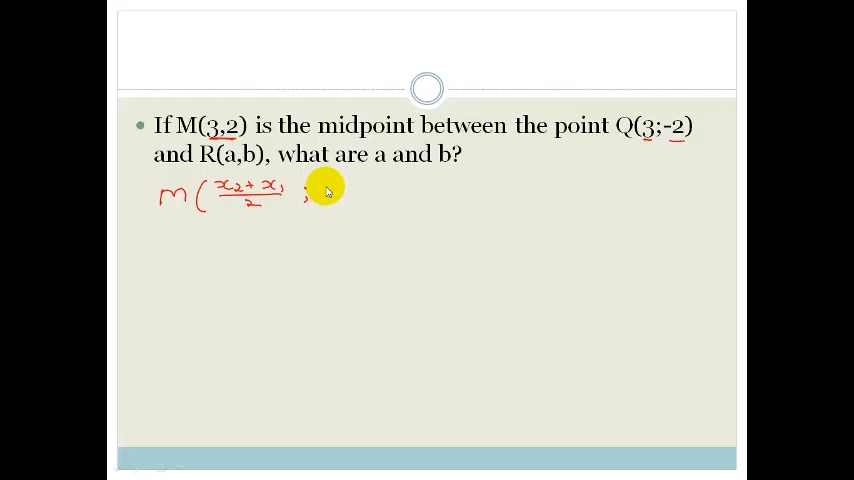 If M(3,2) is the midpoint between the point Q(3;-2)
and R(a,b), what are a and b?
M ( x₂ + x₁ / 2 ;